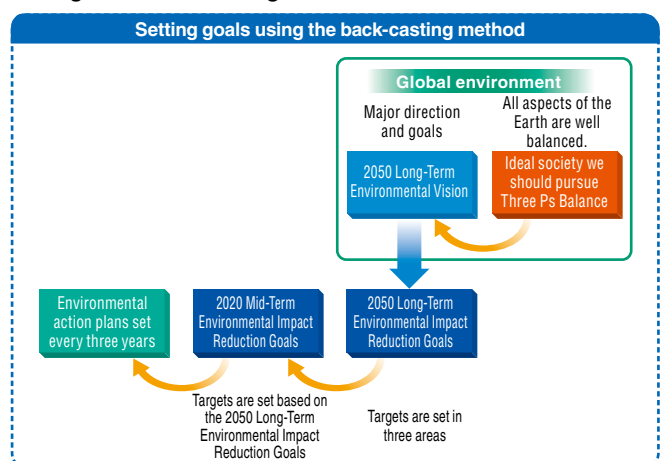 Setting goals using the back-casting method
Global environment
Major direction
and goals
All aspects of the
Earth are well
balanced.
2050 Long-Term
Environmental Vision
Ideal society we
should pursue
Three Ps Balance
Environmental
action plans set
every three years
2020 Mid-Term
Environmental Impact
Reduction Goals
2050 Long-Term
Environmental Impact
Reduction Goals
Targets are set based on
the 2050 Long-Term
Environmental Impact
Reduction Goals
Targets are set in
three areas